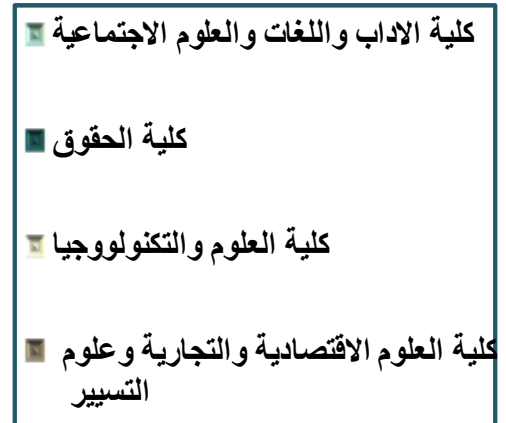 كلية الاداب واللغات والعلوم الاجتماعية
كلية الحقوق
كلية العلوم والتكنولووجيا
كلية العلوم الاقتصادية والتجارية وعلوم
التسيير